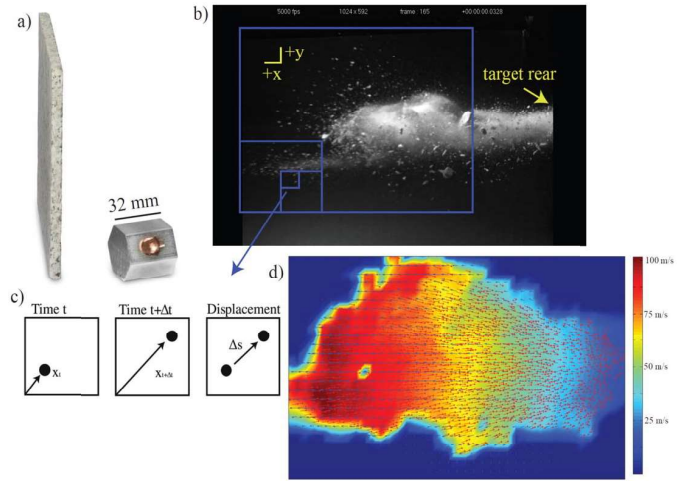 a)
32 mm
b)
5000 fps 1024 x 592 frame : 165 +00:00:00.0328
+y
+x
target rear
c)
Time t
Time t+Δt
Displacement
Xt
Xt+Δt
Δs
d)
100 m/s
75 m/s
50 m/s
25 m/s